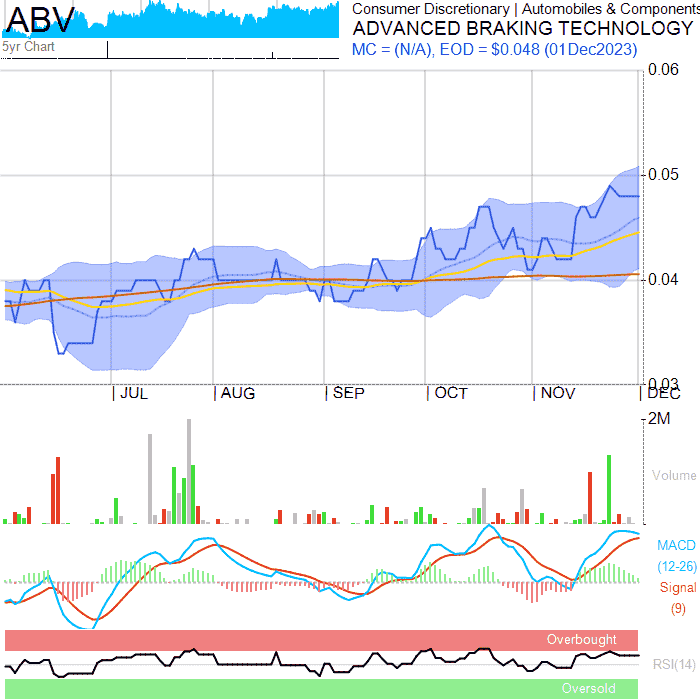 ABV
5yr Chart
Consumer Discretionary | Automobiles & Components
ADVANCED BRAKING TECHNOLOGY
MC = (N/A), EOD = $0.048 (01Dec2023)
0.06
0.05
0.04
0.03
JUL
AUG
SEP
OCT
NOV
DEC
2M
Volume
MACD
(12-26)
Signal
(9)
Overbought
RSI(14)
Oversold